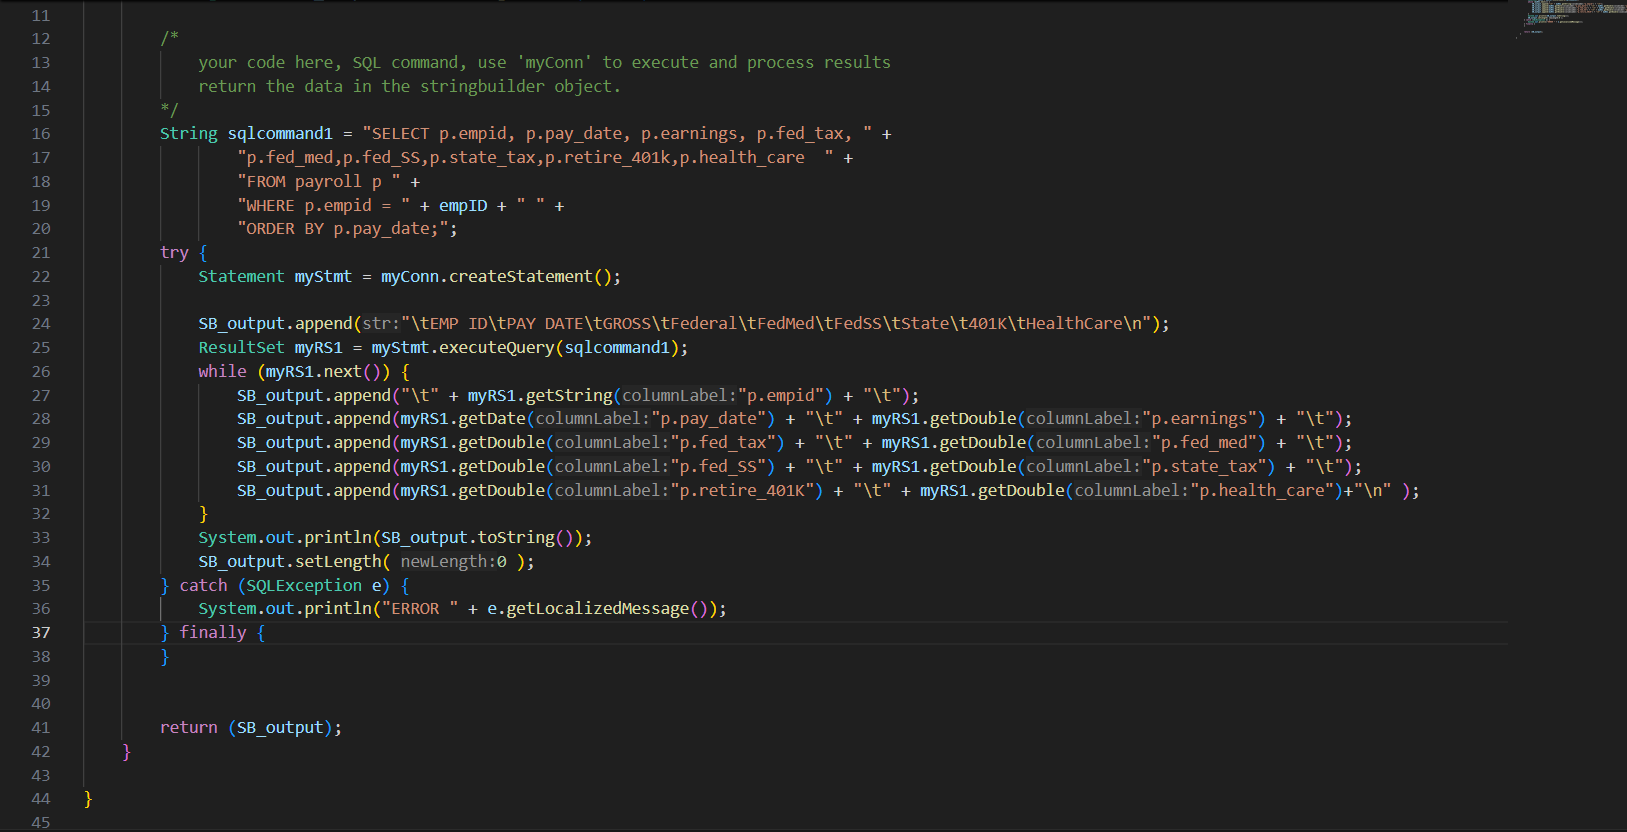 11
12 /*
13 your code here, SQL command, use 'myConn' to execute and process results
14 return the data in the stringbuilder object.
15 */
16 String sqlcommand1 = "SELECT p.empid, p.pay_date, p.earnings, p.fed_tax, " +
17 "p.fed_med,p.fed_SS,p.state_tax,p.retire_401k,p.health_care  " +
18 "FROM payroll p " +
19 "WHERE p.empid = " + empID + " " +
20 "ORDER BY p.pay_date;";
21 try {
22 Statement myStmt = myConn.createStatement();
23
24 SB_output.append(str:"\tEMP ID\tPAY DATE\tGROSS\tFederal\tFedMed\tFedSS\tState\t401K\tHealthCare\n");
25 ResultSet myRS1 = myStmt.executeQuery(sqlcommand1);
26 while (myRS1.next()) {
27 SB_output.append("\t" + myRS1.getString(columnLabel:"p.empid") + "\t");
28 SB_output.append(myRS1.getDate(columnLabel:"p.pay_date") + "\t" + myRS1.getDouble(columnLabel:"p.earnings") + "\t");
29 SB_output.append(myRS1.getDouble(columnLabel:"p.fed_tax") + "\t" + myRS1.getDouble(columnLabel:"p.fed_med") + "\t");
30 SB_output.append(myRS1.getDouble(columnLabel:"p.fed_SS") + "\t" + myRS1.getDouble(columnLabel:"p.state_tax") + "\t");
31 SB_output.append(myRS1.getDouble(columnLabel:"p.retire_401K") + "\t" + myRS1.getDouble(columnLabel:"p.health_care")+"\n" );
32 }
33 System.out.println(SB_output.toString());
34 SB_output.setLength( newLength:0 );
35 } catch (SQLException e) {
36 System.out.println("ERROR " + e.getLocalizedMessage());
37 } finally {
38 }
39
40
41 return (SB_output);
42 }
43
44 }
45